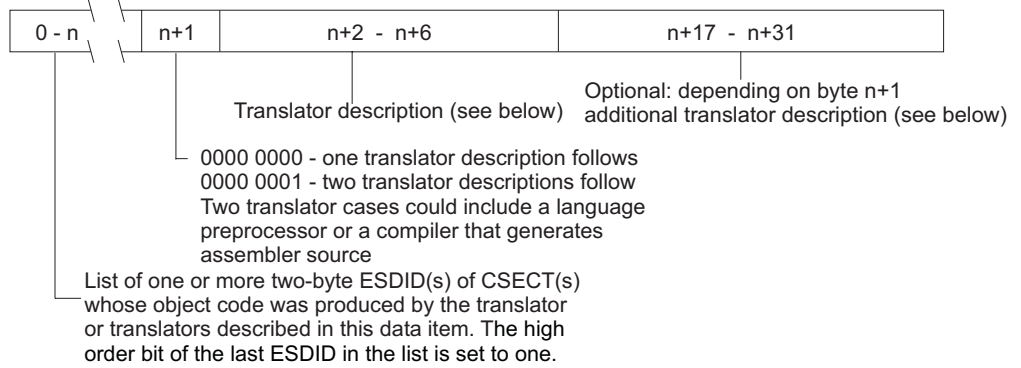 0 - n n+1 n+2 - n+6 n+17 - n+31
Optional: depending on byte n+1
additional translator description (see below)
Translator description (see below)
0000 0000 - one translator description follows
0000 0001 - two translator descriptions follow
Two translator cases could include a language
preprocessor or a compiler that generates
assembler source
List of one or more two-byte ESDID(s) of CSECT(s)
whose object code was produced by the translator
or translators described in this data item. The high
order bit of the last ESDID in the list is set to one.